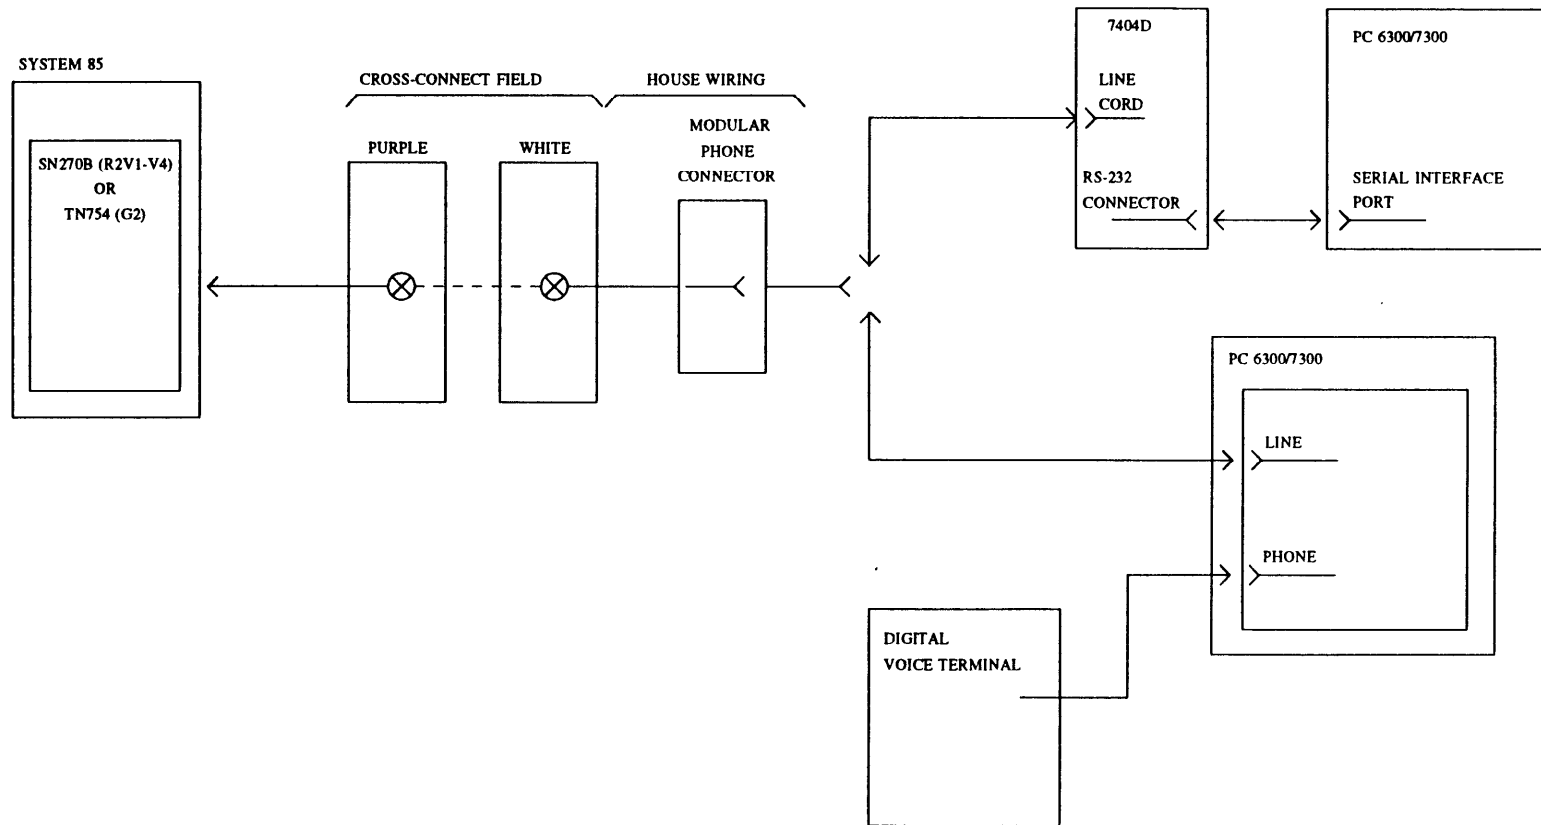 SYSTEM 85
SN270B (R2V1-V4)
OR
TN754 (G2)
CROSS-CONNECT FIELD
PURPLE
WHITE
HOUSE WIRING
MODULAR
PHONE
CONNECTOR
7404D
LINE
CORD
RS-232
CONNECTOR
PC 6300/7300
SERIAL INTERFACE
PORT
PC 6300/7300
LINE
PHONE
DIGITAL
VOICE TERMINAL